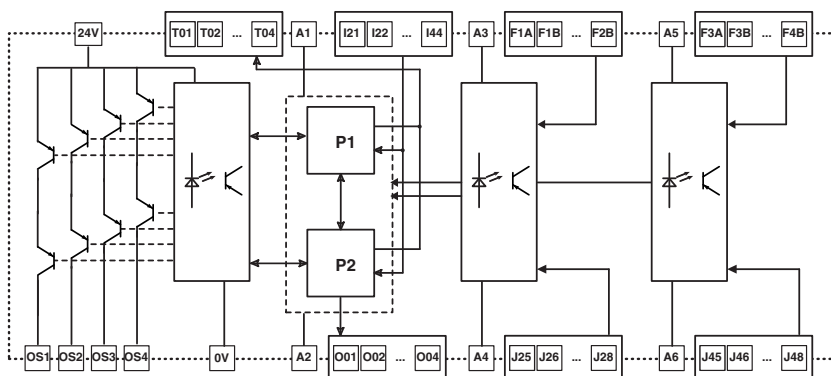 24V T01 T02 ... T04 A1 I21 I22 ... I44 A3 F1A F1B ... F2B A5 F3A F3B ... F4B
P1
P2
OS1 OS2 OS3 OS4 0V A2 O01 O02 ... O04 A4 J25 J26 ... J28 A6 J45 J46 ... J48